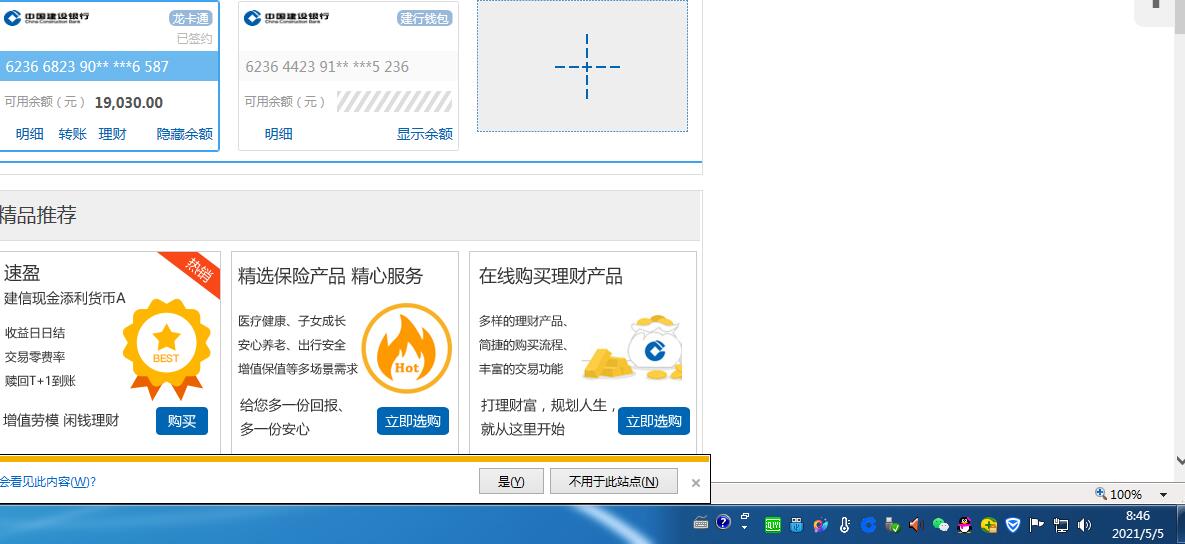 中国建设银行 龙卡通
China Construction Bank
已签约
6236 6823 90** ***6 587
可用余额（元） 19,030.00
明细 转账 理财 隐藏余额
中国建设银行 建行钱包
China Construction Bank
6236 4423 91** ***5 236
可用余额（元）
明细 显示余额
精品推荐
速盈
热销
建信现金添利货币A
收益日日结
交易零费率
赎回T+1到账
BEST
增值劳模 闲钱理财
购买
精选保险产品 精心服务
医疗健康、子女成长
安心养老、出行安全
增值保值等多场景需求
Hot
给您多一份回报、
多一份安心
立即选购
在线购买理财产品
多样的理财产品、
简捷的购买流程、
丰富的交易功能
打理财富，规划人生，
就从这里开始
立即选购
会看见此内容(W)?
是(Y)
不用于此站点(N)
×
100%
8:46
2021/5/5